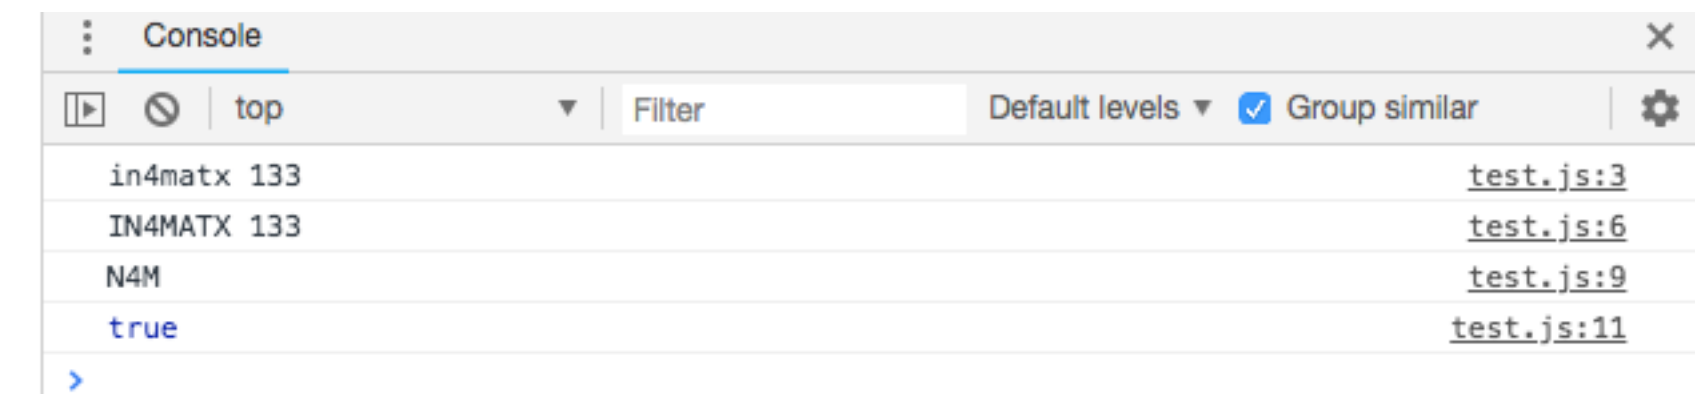 Console
top Filter Default levels Group similar
in4matx 133 test.js:3
IN4MATX 133 test.js:6
N4M test.js:9
true test.js:11